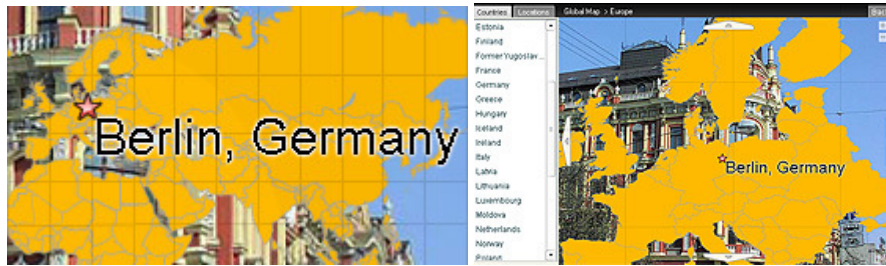 Berlin, Germany
Countries
Locations
Global Map > Europe
Estonia
Finland
Former Yugoslav...
France
Germany
Greece
Hungary
Iceland
Ireland
Italy
Latvia
Lithuania
Luxembourg
Moldova
Netherlands
Norway
Poland
Berlin, Germany